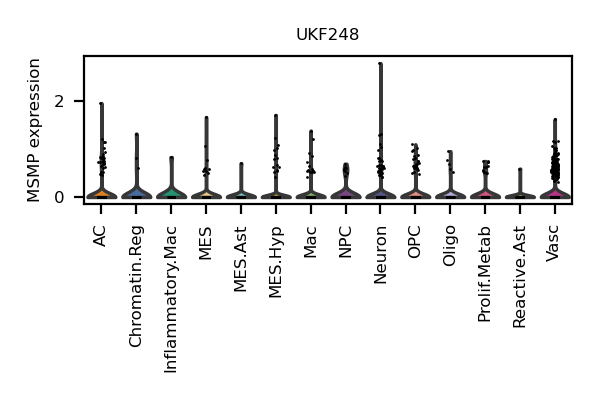 UKF248
MSMP expression
2
0
AC
Chromatin.Reg
Inflammatory.Mac
MES
MES.Ast
MES.Hyp
Mac
NPC
Neuron
OPC
Oligo
Prolif.Metab
Reactive.Ast
Vasc